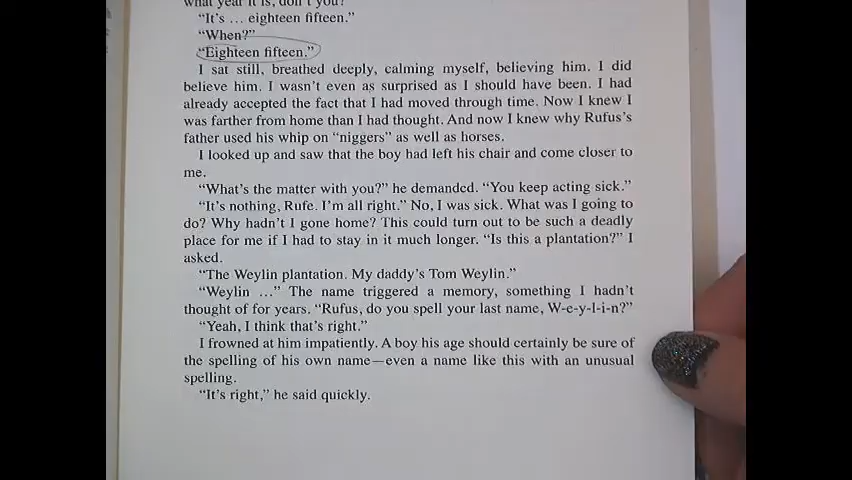 what year it is, don't you?
"It's ... eighteen fifteen."
"When?"
"Eighteen fifteen."
I sat still, breathed deeply, calming myself, believing him. I did
believe him. I wasn't even as surprised as I should have been. I had
already accepted the fact that I had moved through time. Now I knew I
was farther from home than I had thought. And now I knew why Rufus's
father used his whip on "niggers" as well as horses.
I looked up and saw that the boy had left his chair and come closer to
me.
"What's the matter with you?" he demanded. "You keep acting sick."
"It's nothing, Rufe. I'm all right." No, I was sick. What was I going to
do? Why hadn't I gone home? This could turn out to be such a deadly
place for me if I had to stay in it much longer. "Is this a plantation?" I
asked.
"The Weylin plantation. My daddy's Tom Weylin."
"Weylin ..." The name triggered a memory, something I hadn't
thought of for years. "Rufus, do you spell your last name, W-e-y-l-i-n?"
"Yeah, I think that's right."
I frowned at him impatiently. A boy his age should certainly be sure of
the spelling of his own name—even a name like this with an unusual
spelling.
"It's right," he said quickly.